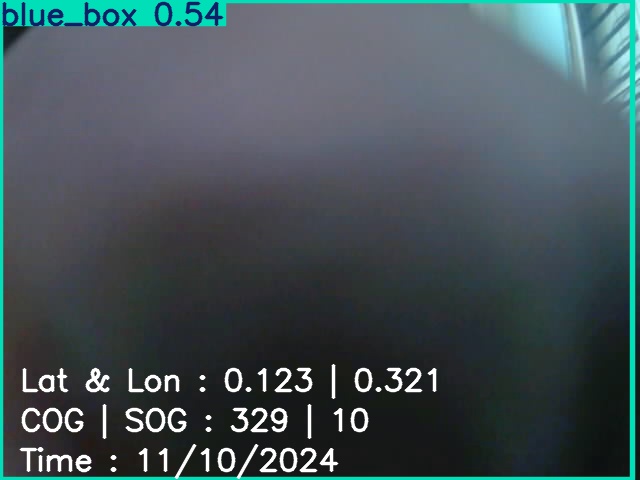 blue_box 0.54
Lat & Lon : 0.123 | 0.321
COG | SOG : 329 | 10
Time : 11/10/2024